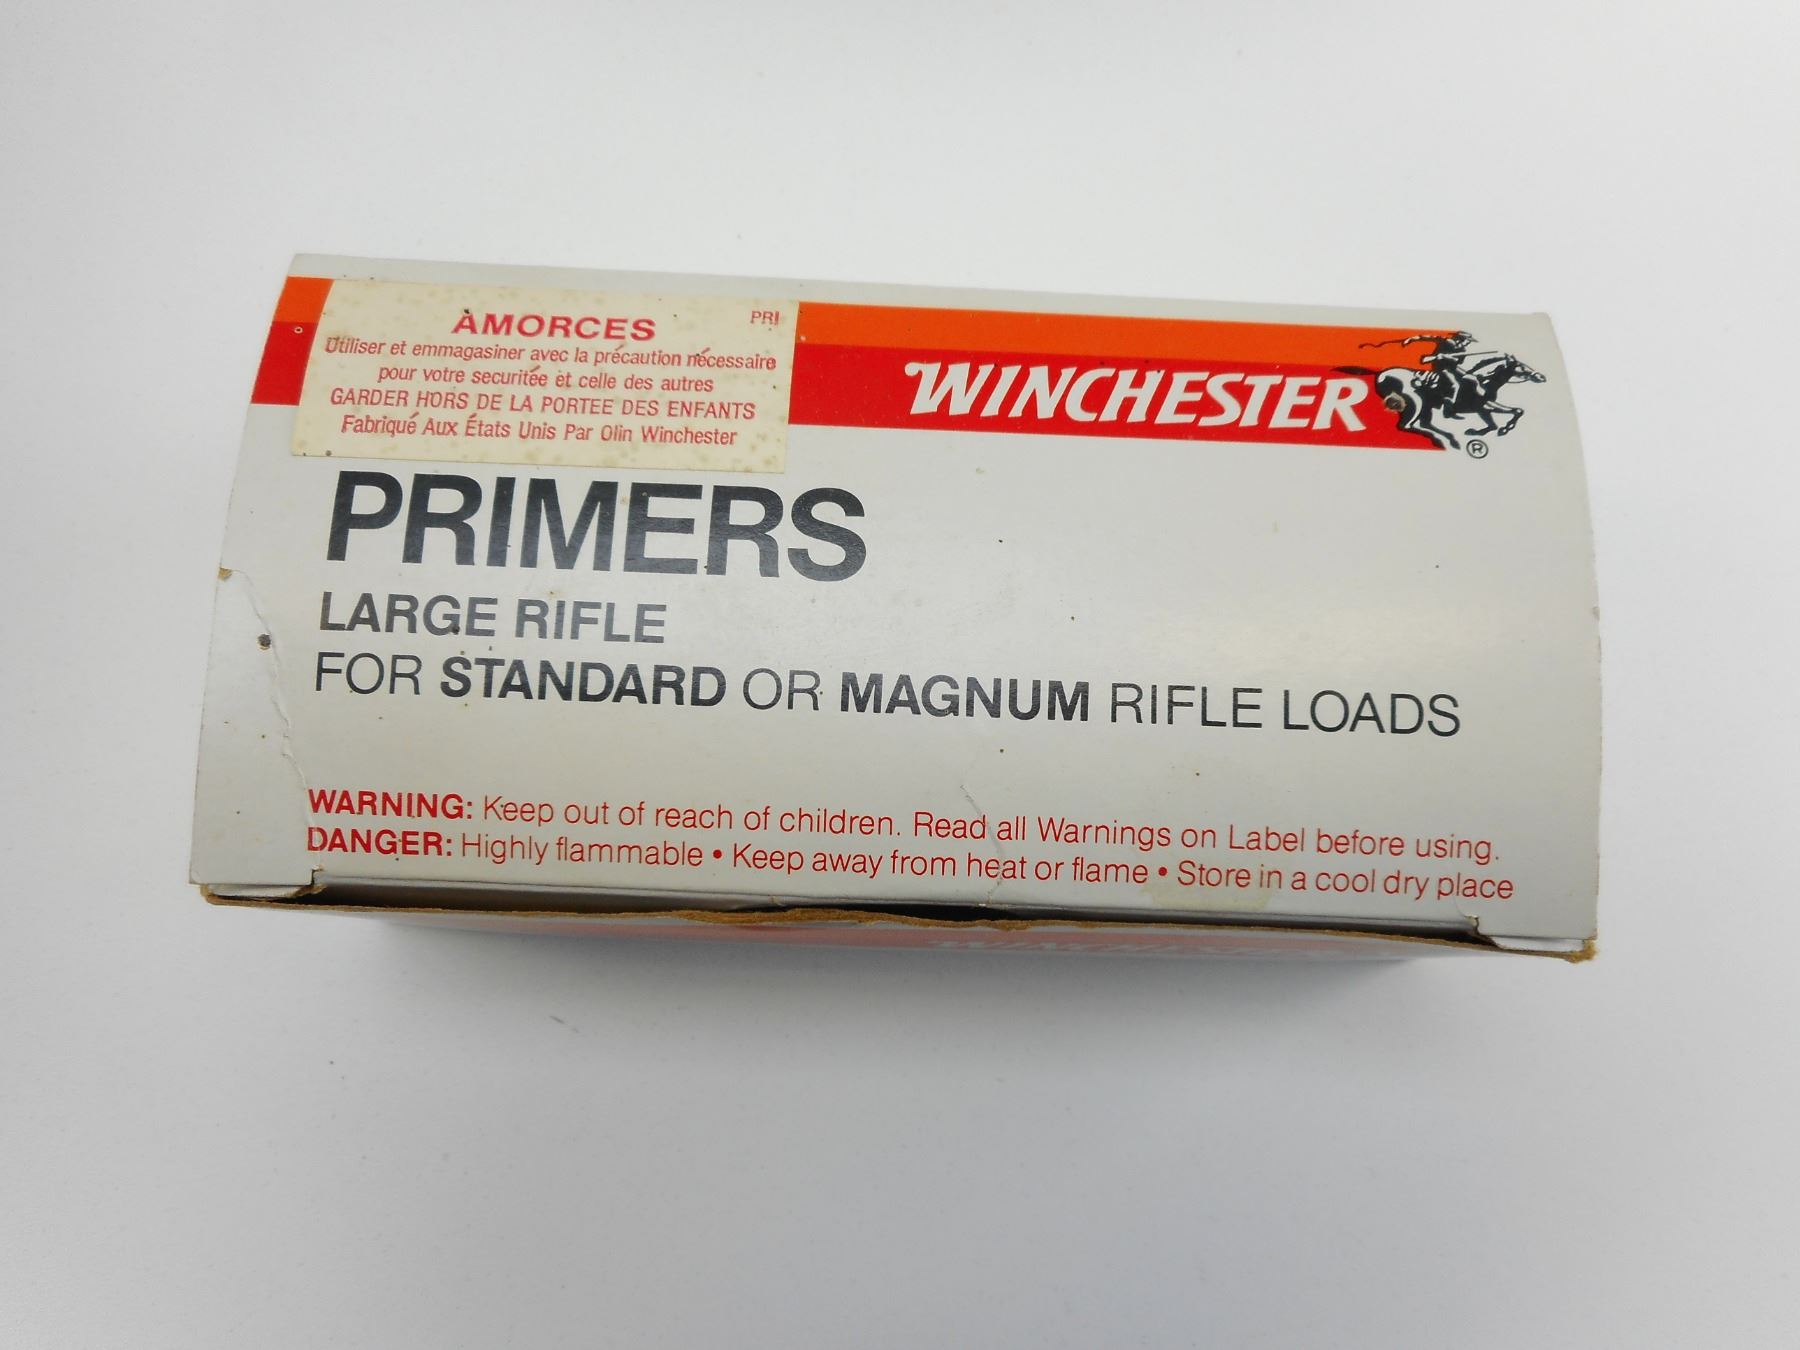 ÀMORCES PRI
Utiliser et emmagasiner avec la précaution nécessaire
pour votre securitée et celle des autres
GARDER HORS DE LA PORTEE DES ENFANTS
Fabriqué Aux États Unis Par Olin Winchester
WINCHESTER
®
PRIMERS
LARGE RIFLE
FOR STANDARD OR MAGNUM RIFLE LOADS
WARNING: Keep out of reach of children. Read all Warnings on Label before using.
DANGER: Highly flammable • Keep away from heat or flame • Store in a cool dry place
WINCHESTER